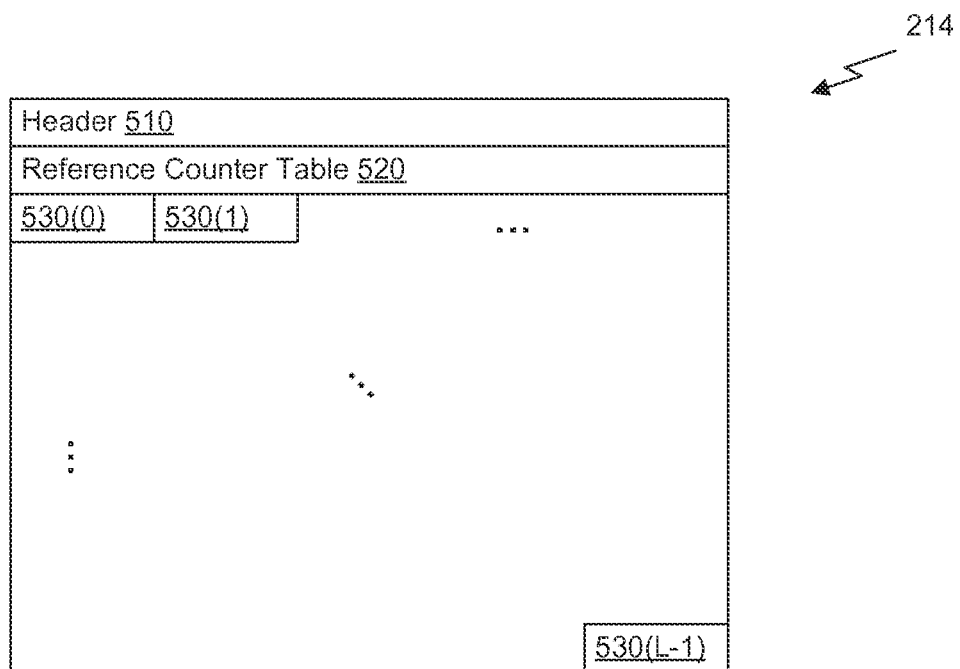 214
Header 510
Reference Counter Table 520
530(0) 530(1)
530(L-1)